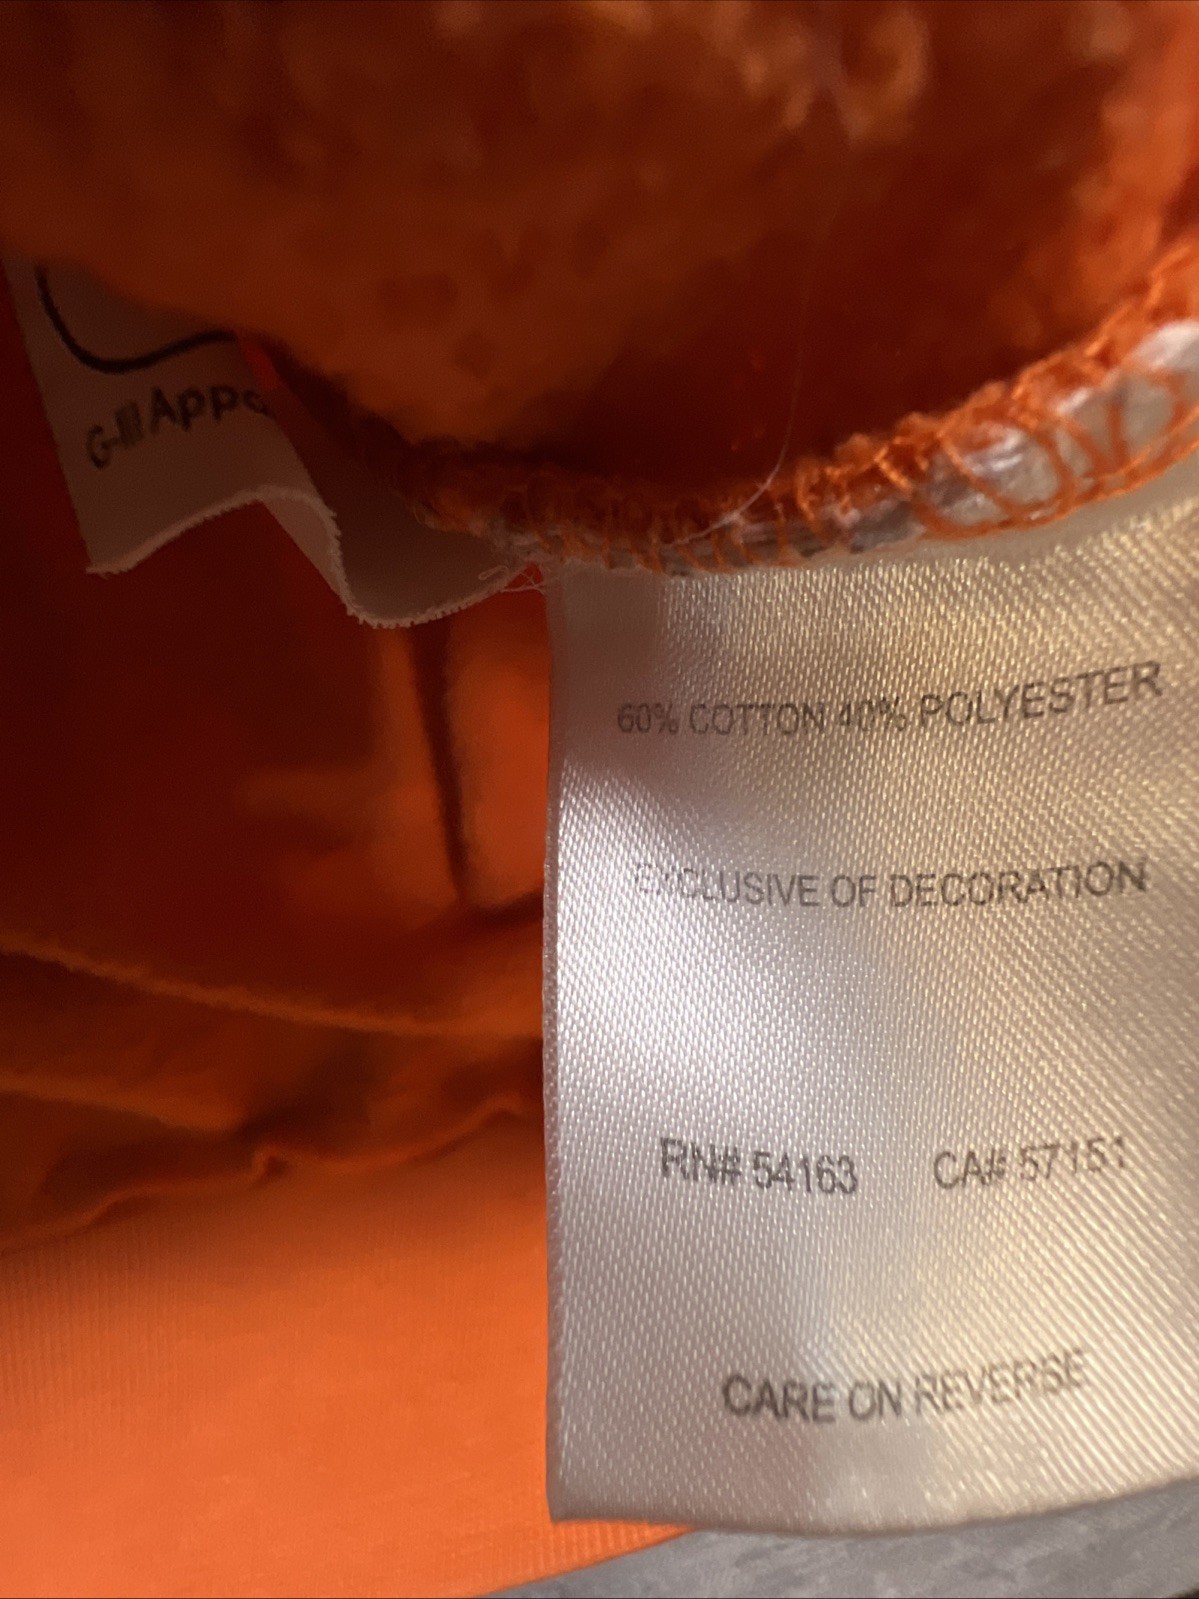 G-III Appa
60% COTTON 40% POLYESTER
EXCLUSIVE OF DECORATION
RN# 54163 CA# 57151
CARE ON REVERSE